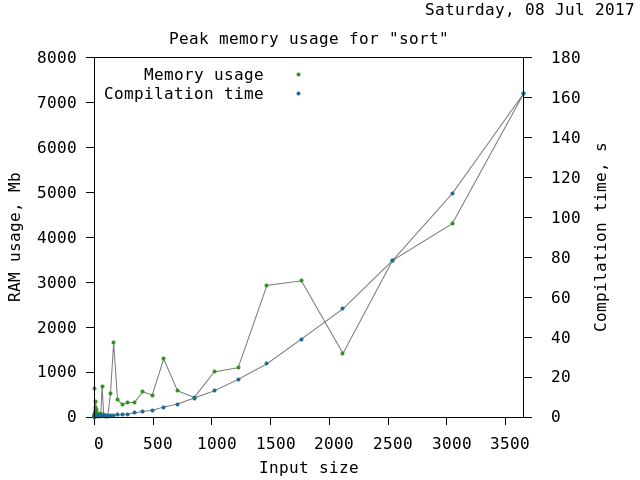 Saturday, 08 Jul 2017
Peak memory usage for "sort"
Memory usage
Compilation time
8000
7000
6000
5000
4000
3000
2000
1000
0
RAM usage, Mb
180
160
140
120
100
80
60
40
20
0
Compilation time, s
0 500 1000 1500 2000 2500 3000 3500
Input size